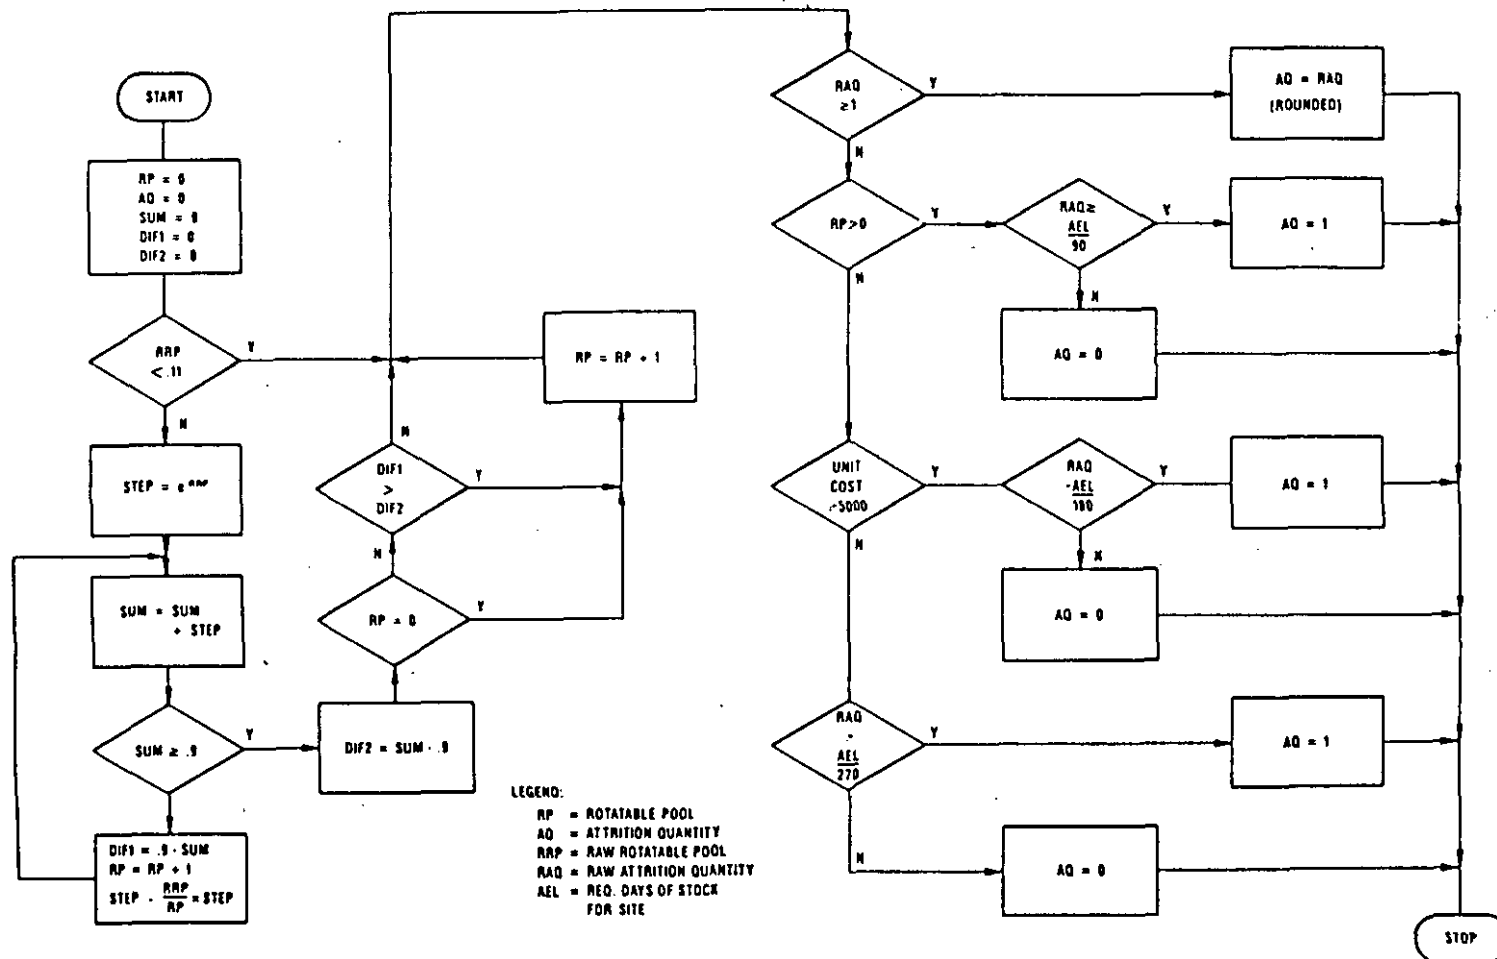 START
RP = 0
AQ = 0
SUM = 0
DIF1 = 0
DIF2 = 0
RRP
< .11
Y
N
STEP =
SUM = SUM
+ STEP
SUM ≥ .9
Y
DIF1 = .9 - SUM
RP = RP + 1
STEP - RRP
RP
× STEP
DIF2 = SUM - .9
RP = 0
Y
N
DIF1
>
DIF2
Y
N
RP = RP + 1
RAQ
≥1
Y
AQ = RAQ
(ROUNDED)
N
RP>0
Y
RAQ≥
AEL
90
Y
AQ = 1
N
AQ = 0
N
UNIT
COST
5000
Y
RAQ
AEL
180
Y
AQ = 1
N
AQ = 0
N
RAQ
AEL
270
Y
AQ = 1
N
AQ = 0
STOP
LEGEND:
RP = ROTATABLE POOL
AQ = ATTRITION QUANTITY
RRP = RAW ROTATABLE POOL
RAQ = RAW ATTRITION QUANTITY
AEL = REQ. DAYS OF STOCK
FOR SITE